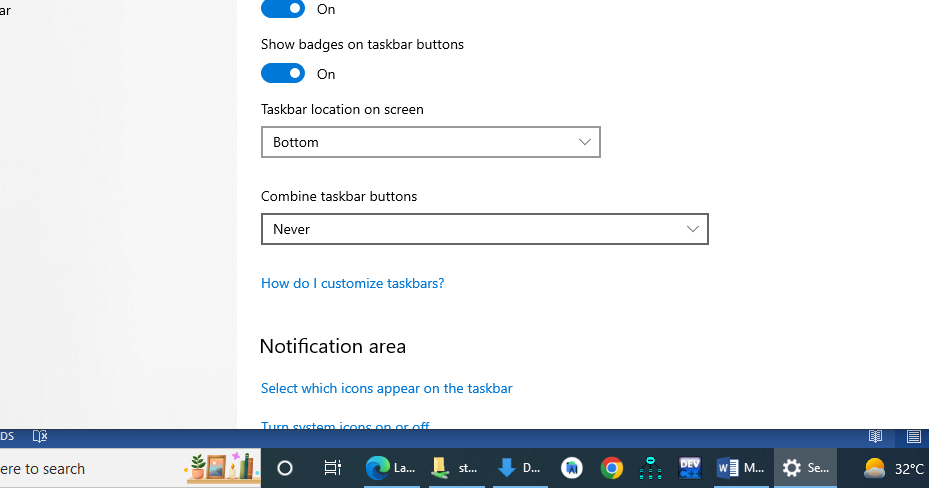 ar
On
Show badges on taskbar buttons
On
Taskbar location on screen
Bottom
Combine taskbar buttons
Never
How do I customize taskbars?
Notification area
Select which icons appear on the taskbar
Turn system icons on or off
DS
ere to search
La...
st...
D...
DEV
W
M...
Se...
32°C